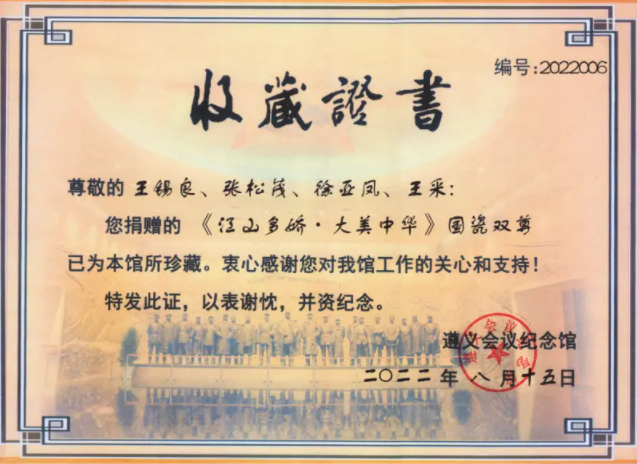 编号:2022006
收藏證書
尊敬的 王锡良、张松茂、徐亚凤、王采:
您捐赠的 《江山多娇·大美中华》国瓷双剪
已为本馆所珍藏。衷心感谢您对我馆工作的关心和支持!
特发此证，以表谢忱，并资纪念。
遵义会议纪念馆
二〇二二 年 八 月 十五日